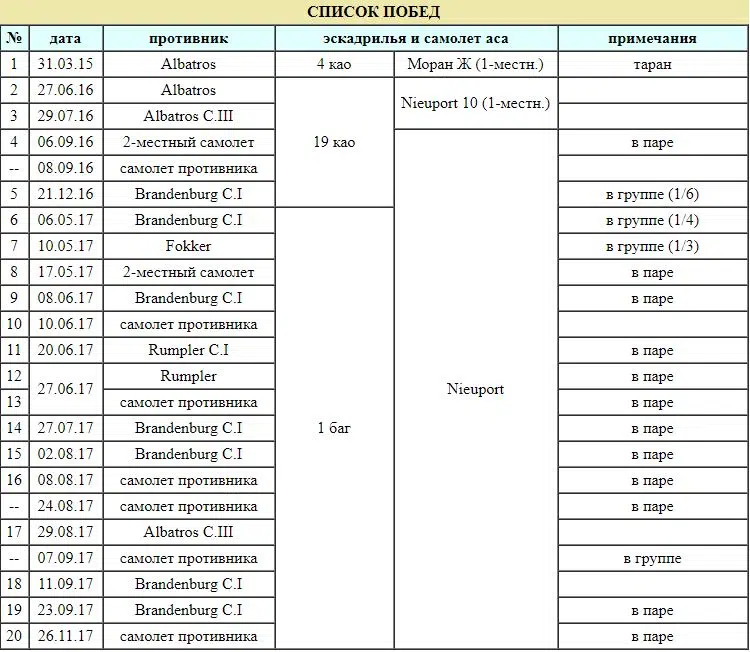 СПИСОК ПОБЕД
№ дата противник эскадрилья и самолет аса примечания
1 31.03.15 Albatros 4 као Моран Ж (1-местн.) таран
2 27.06.16 Albatros 19 као Nieuport 10 (1-местн.)
3 29.07.16 Albatros C.III
4 06.09.16 2-местный самолет Nieuport в паре
-- 08.09.16 самолет противника
5 21.12.16 Brandenburg C.I в группе (1/6)
6 06.05.17 Brandenburg C.I 1 баг в группе (1/4)
7 10.05.17 Fokker в группе (1/3)
8 17.05.17 2-местный самолет в паре
9 08.06.17 Brandenburg C.I в паре
10 10.06.17 самолет противника
11 20.06.17 Rumpler C.I в паре
12 27.06.17 Rumpler в паре
13 самолет противника в паре
14 27.07.17 Brandenburg C.I в паре
15 02.08.17 Brandenburg C.I в паре
16 08.08.17 самолет противника в паре
-- 24.08.17 самолет противника в паре
17 29.08.17 Albatros C.III
-- 07.09.17 самолет противника в группе
18 11.09.17 Brandenburg C.I
19 23.09.17 Brandenburg C.I в паре
20 26.11.17 самолет противника в паре